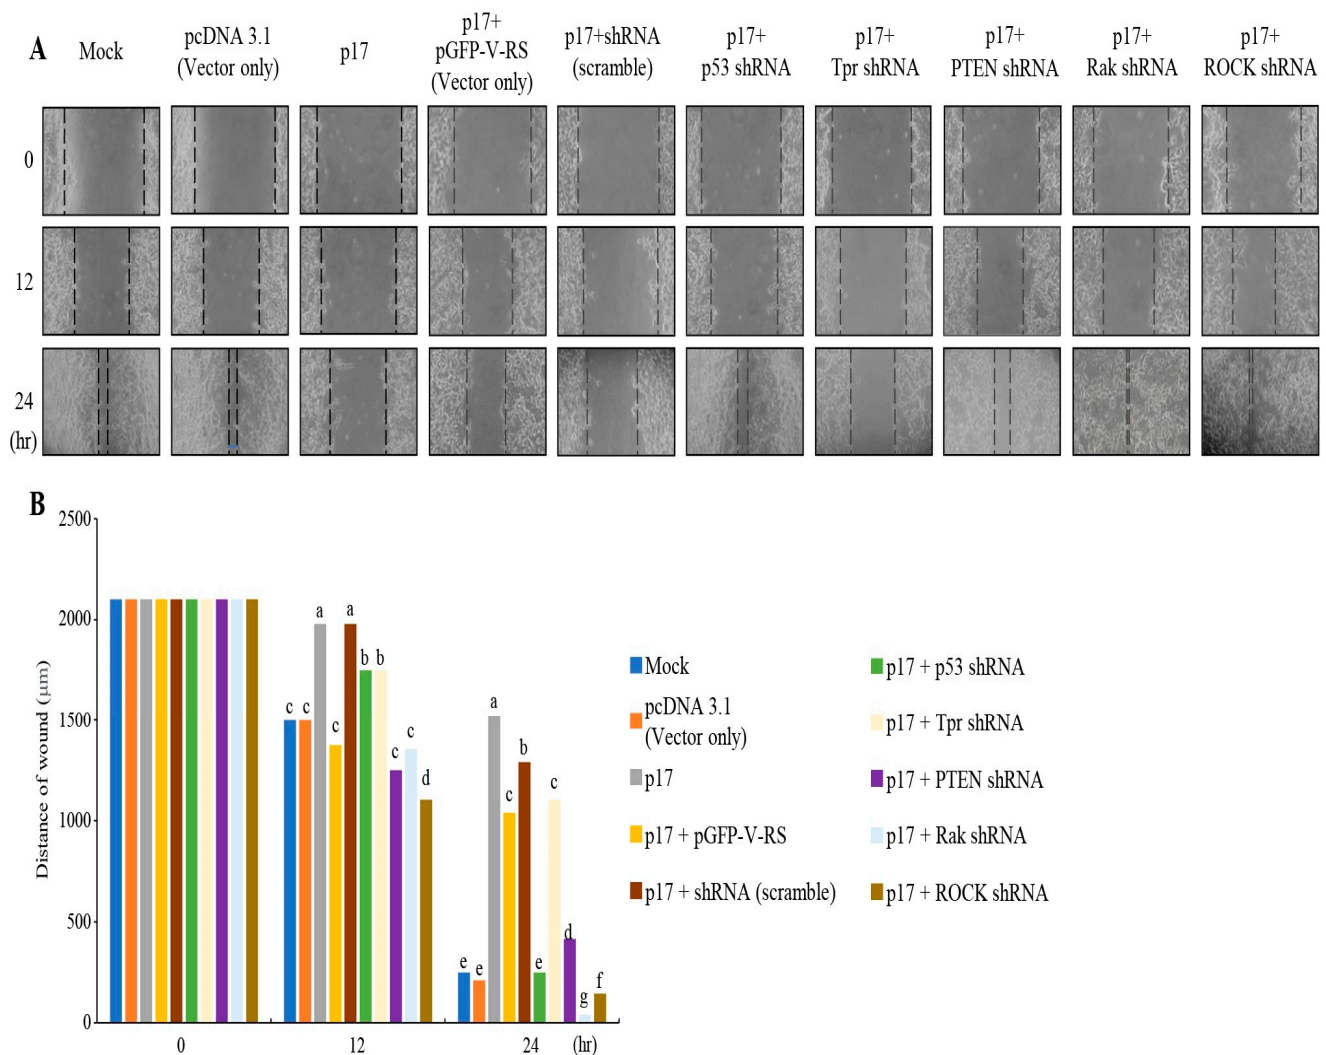 A
Mock
pcDNA 3.1
(Vector only)
p17
p17+
pGFP-V-RS
(Vector only)
p17+shRNA
(scramble)
p17+
p53 shRNA
p17+
Tpr shRNA
p17+
PTEN shRNA
p17+
Rak shRNA
p17+
ROCK shRNA
0
12
24
(hr)
B
Distance of wound (μm)
2500
2000
1500
1000
500
0
c c a c a b b c c d
e e a c b e c d g f
0 12 24 (hr)
Mock
pcDNA 3.1
(Vector only)
p17
p17 + pGFP-V-RS
p17 + shRNA (scramble)
p17 + p53 shRNA
p17 + Tpr shRNA
p17 + PTEN shRNA
p17 + Rak shRNA
p17 + ROCK shRNA